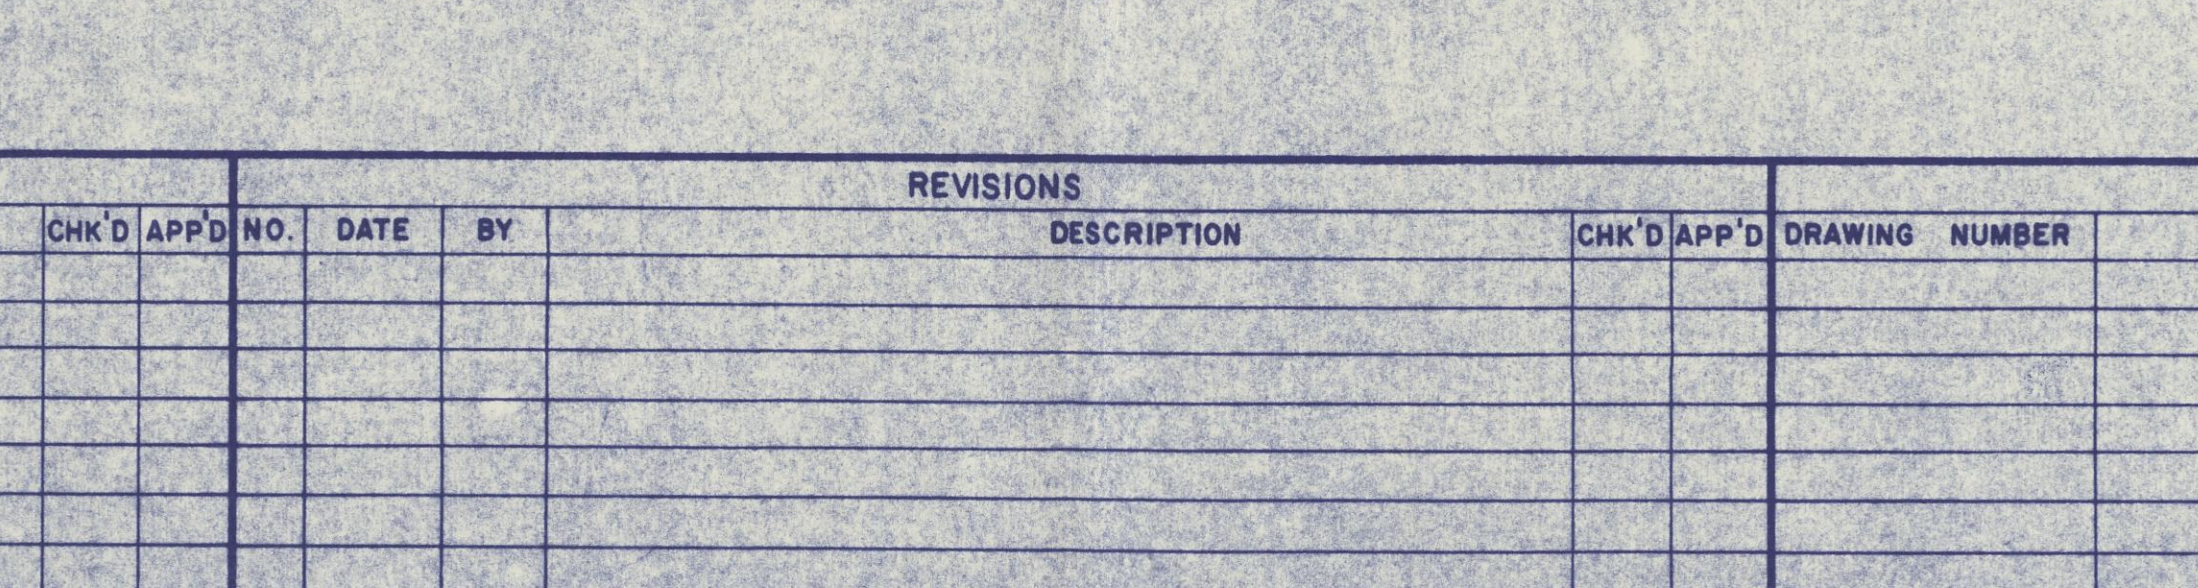 REVISIONS
CHK'D APP'D NO. DATE BY DESCRIPTION CHK'D APP'D DRAWING NUMBER